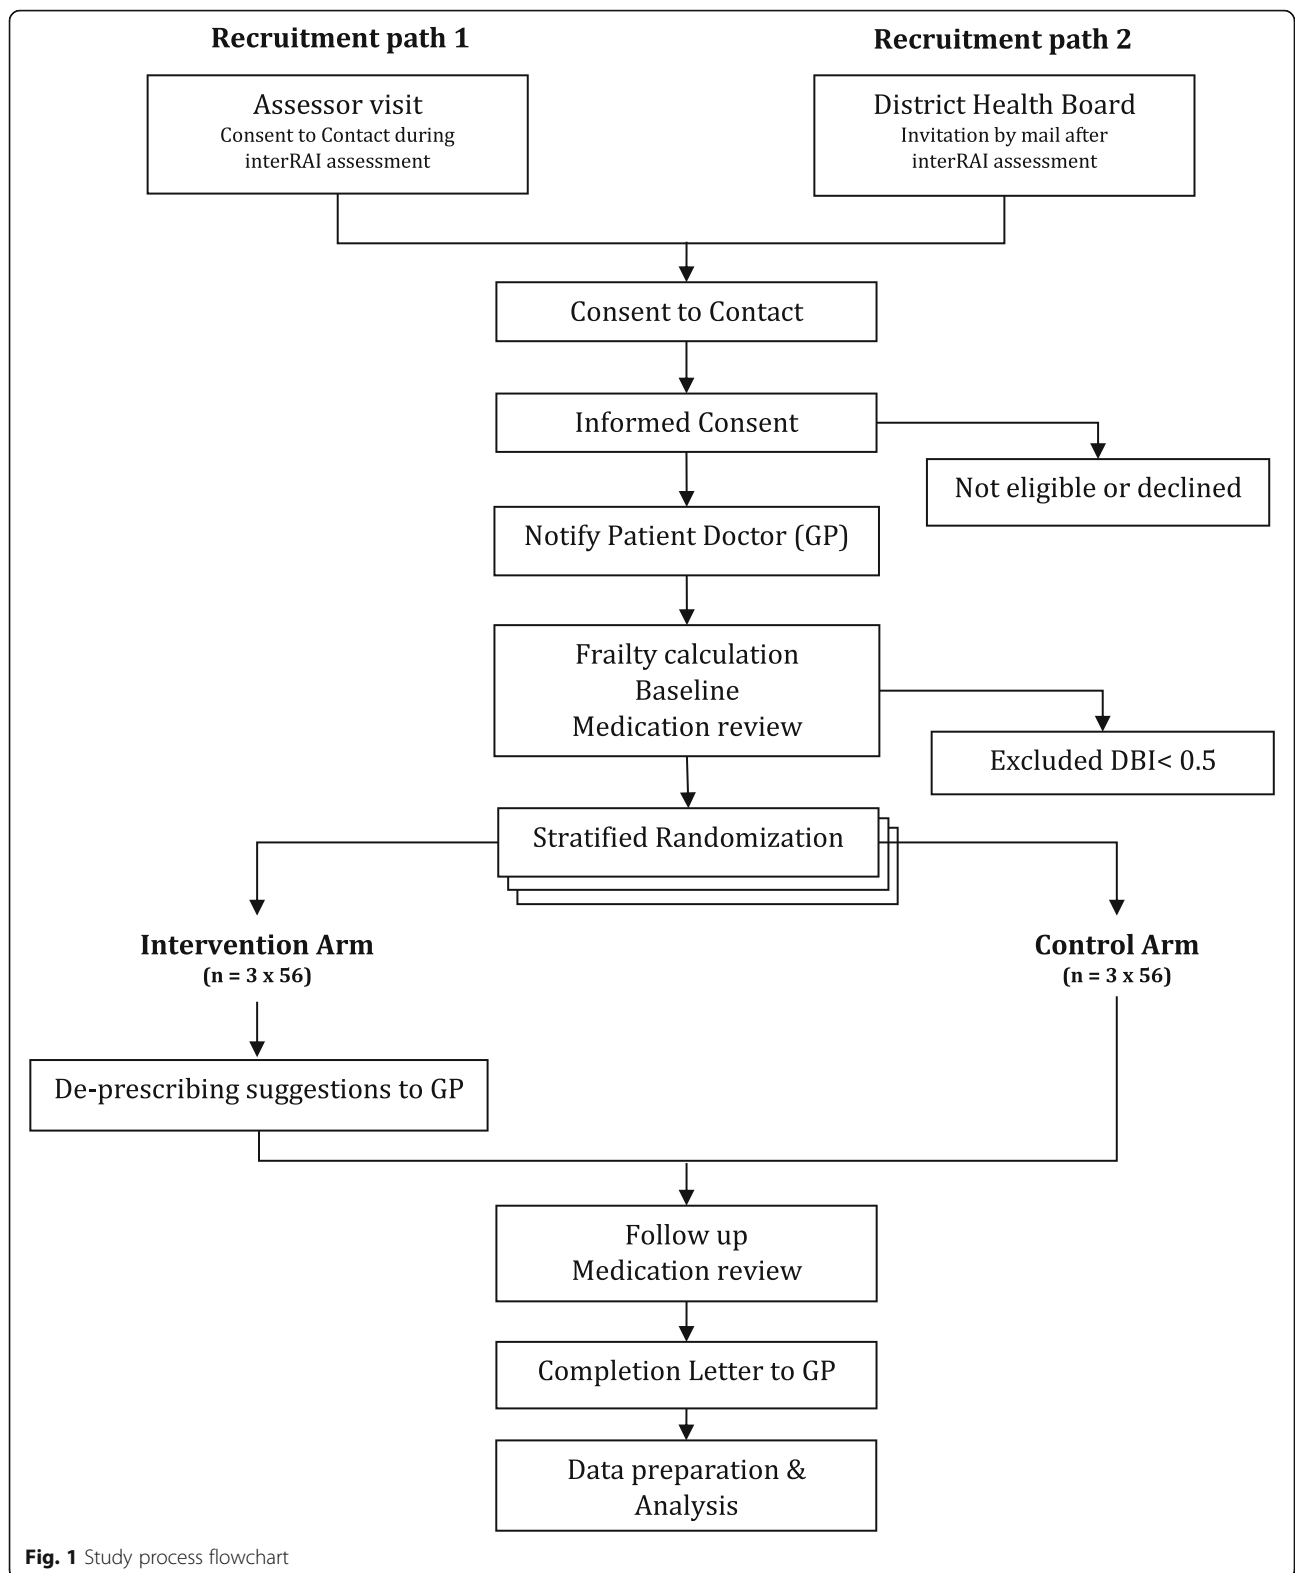 Recruitment path 1
Recruitment path 2
Assessor visit
Consent to Contact during
interRAI assessment
District Health Board
Invitation by mail after
interRAI assessment
Consent to Contact
Informed Consent
Not eligible or declined
Notify Patient Doctor (GP)
Frailty calculation
Baseline
Medication review
Excluded DBI< 0.5
Stratified Randomization
Intervention Arm
(n = 3 x 56)
Control Arm
(n = 3 x 56)
De-prescribing suggestions to GP
Follow up
Medication review
Completion Letter to GP
Data preparation &
Analysis
Fig. 1 Study process flowchart